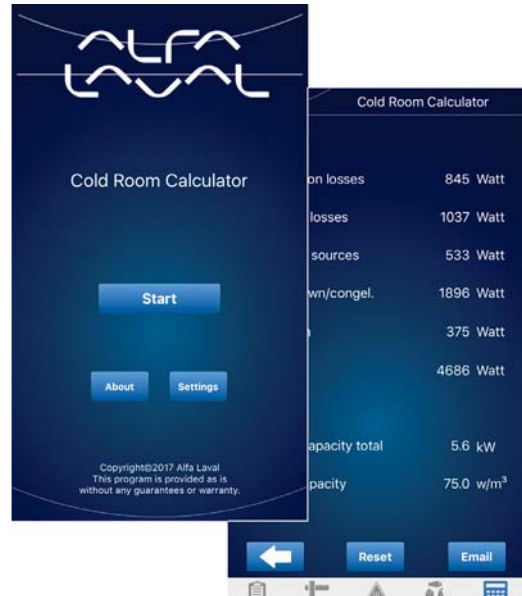 ALFA
LAVAL
Cold Room Calculator
Start
About
Settings
Copyright©2017 Alfa Laval
This program is provided as is
without any guarantees or warranty.
Cold Room Calculator
on losses 845 Watt
losses 1037 Watt
sources 533 Watt
wn/congel. 1896 Watt
375 Watt
4686 Watt
apacity total 5.6 kW
pacity 75.0 w/m³
Reset
Email